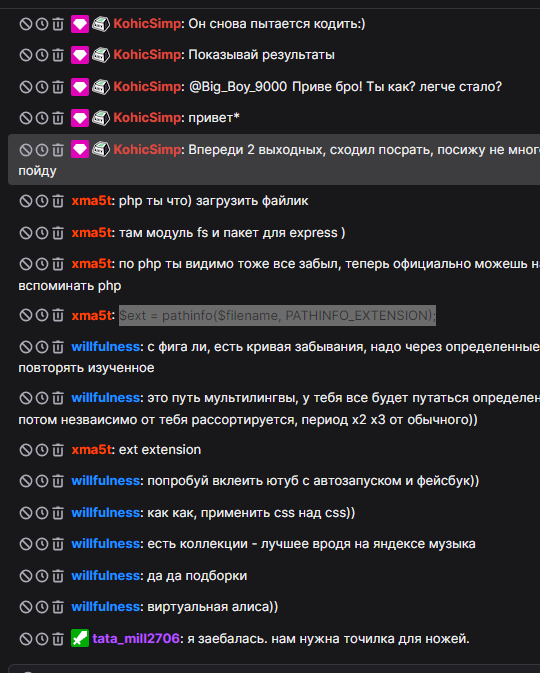 KohicSimp: Он снова пытается кодить:)
KohicSimp: Показывай результаты
KohicSimp: @Big_Boy_9000 Приве бро! Ты как? легче стало?
KohicSimp: привет*
KohicSimp: Впереди 2 выходных, сходил посрать, посижу не мног
пойду
xma5t: php ты что) загрузить файлик
xma5t: там модуль fs и пакет для express )
xma5t: по php ты видимо тоже все забыл, теперь официально можешь н
вспоминать php
xma5t: $ext = pathinfo($filename, PATHINFO_EXTENSION);
willfulness: с фига ли, есть кривая забывания, надо через определенные
повторять изученное
willfulness: это путь мультилингвы, у тебя все будет путаться определен
потом незваисимо от тебя рассортируется, период x2 x3 от обычного))
xma5t: ext extension
willfulness: попробуй вклеить ютуб с автозапуском и фейсбук))
willfulness: как как, применить css над css))
willfulness: есть коллекции - лучшее вродя на яндексе музыка
willfulness: да да подборки
willfulness: виртуальная алиса))
tata_mill2706: я заебалась. нам нужна точилка для ножей.